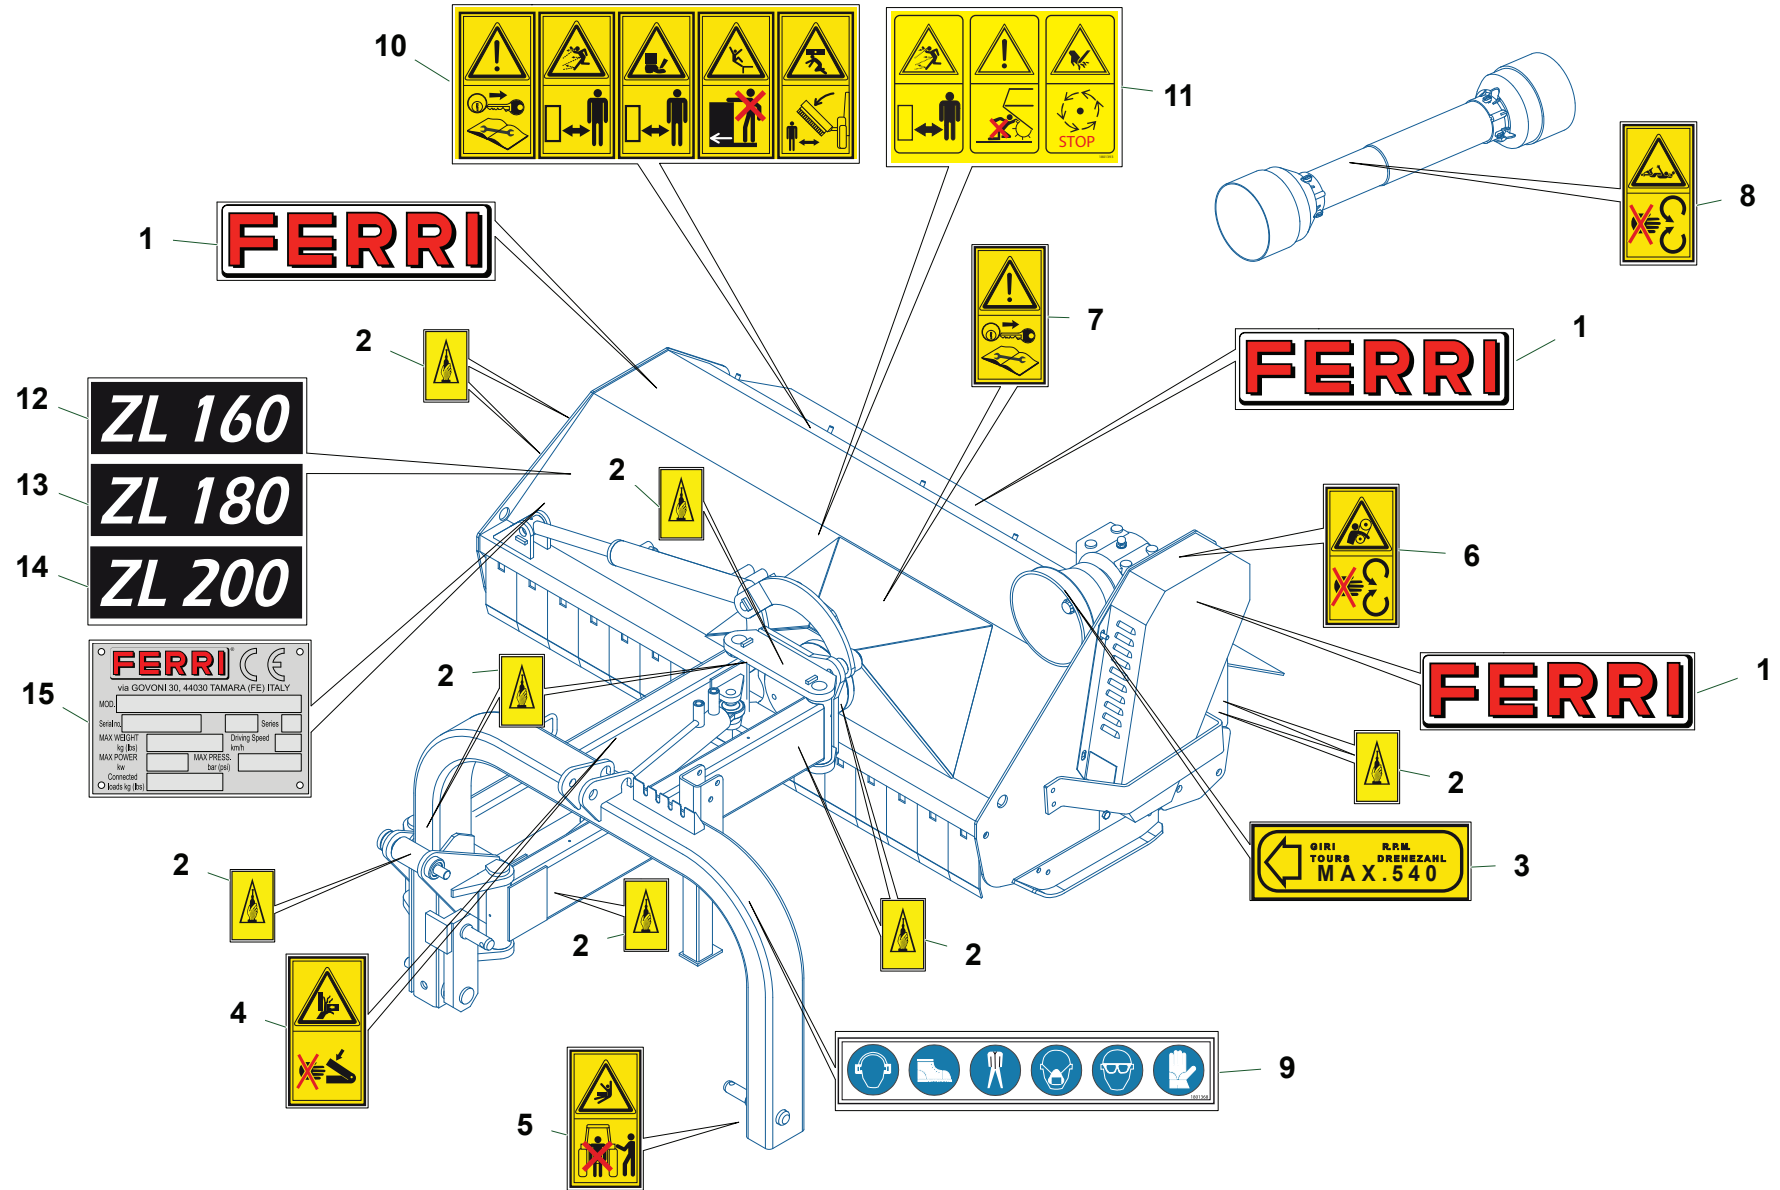 10
11
STOP
1601353
8
1
FERRI
7
2
1
FERRI
12
ZL 160
2
13
ZL 180
14
ZL 200
6
15
FERRI® CE
via GOVONI 30, 44030 TAMARA (FE) ITALY
MOD.
Serial no. Series
MAX WEIGHT kg (lbs) Driving Speed km/h
MAX POWER kw MAX PRESS. bar (psi)
Connected loads kg (lbs)
2
1
FERRI
2
2
2
2
GIRI R.P.M.
TOURS DREHEZAHL
MAX.540
3
4
5
9